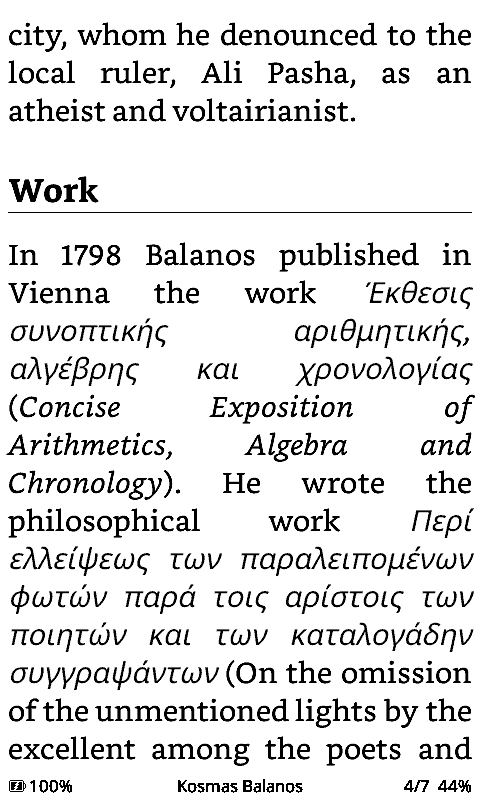 city, whom he denounced to the
local ruler, Ali Pasha, as an
atheist and voltairianist.
Work
In 1798 Balanos published in
Vienna the work Ἔκθεσις
συνοπτικής αριθμητικής,
αλγέβρης και χρονολογίας
(Concise Exposition of
Arithmetics, Algebra and
Chronology). He wrote the
philosophical work Περί
ελλείψεως των παραλειπομένων
φωτών παρά τοις αρίστοις των
ποιητών και των καταλογάδην
συγγραψάντων (On the omission
of the unmentioned lights by the
excellent among the poets and
100% Kosmas Balanos 4/7 44%